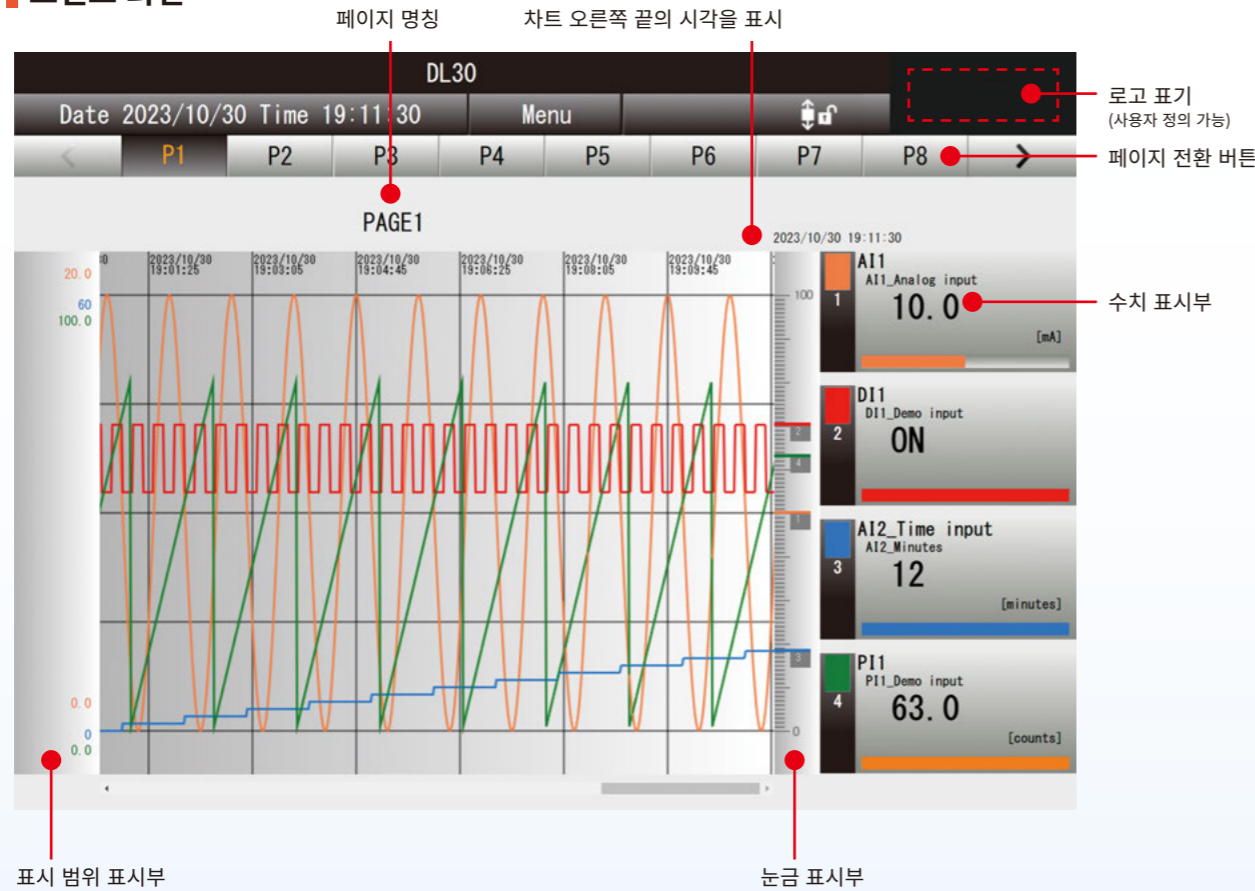 페이지 명칭
차트 오른쪽 끝의 시각을 표시
DL30
로고 표기
(사용자 정의 가능)
Date 2023/10/30 Time 19:11:30
Menu
< P1 P2 P3 P4 P5 P6 P7 P8 >
페이지 전환 버튼
PAGE1
2023/10/30 19:11:30
2023/10/30 2023/10/30 2023/10/30 2023/10/30 2023/10/30 2023/10/30
19:01:25 19:03:05 19:04:45 19:06:25 19:08:05 19:09:45
20.0
60
100.0
100
2
4
1
3
0
0.0
0
0.0
AI1
AI1_Analog input
1
10.0
[mA]
수치 표시부
DI1
DI1_Demo input
2
ON
AI2_Time input
AI2_Minutes
3
12
[minutes]
PI1
PI1_Demo input
4
63.0
[counts]
표시 범위 표시부
눈금 표시부